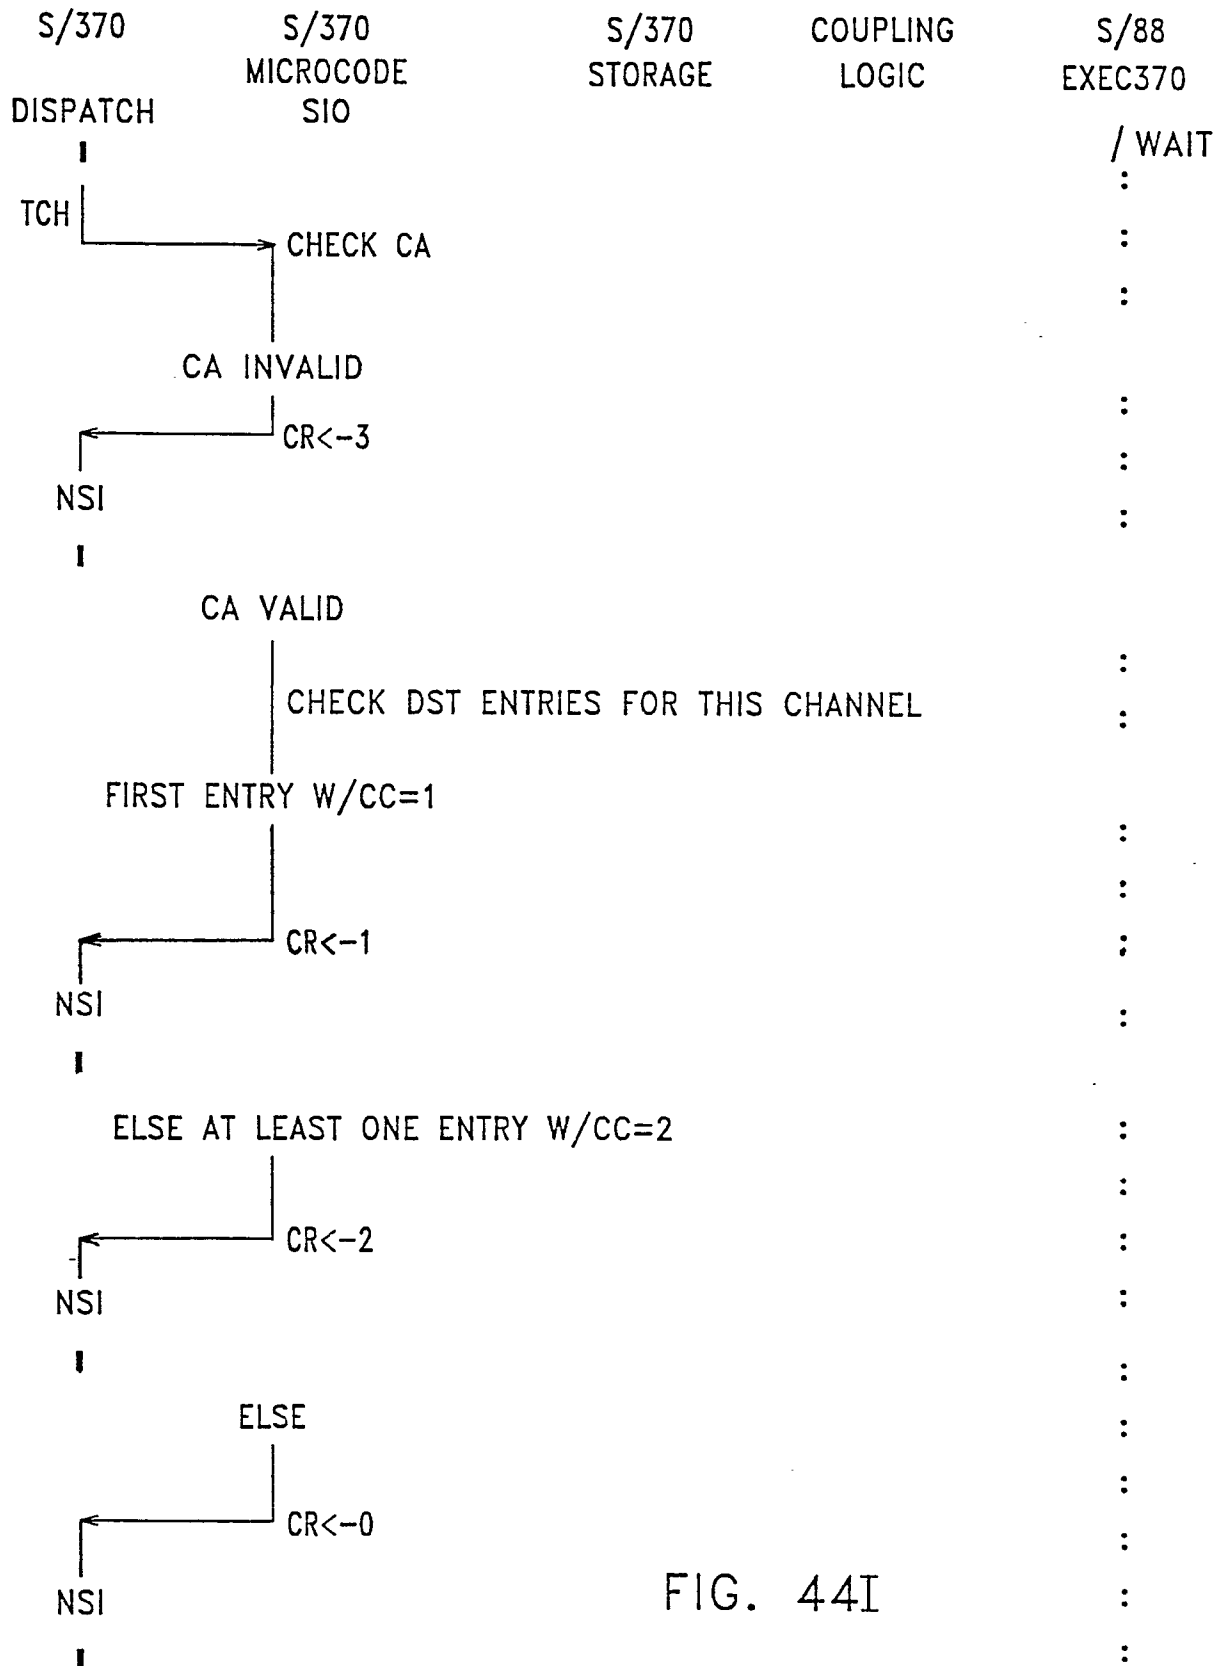 S/370 S/370 S/370 COUPLING S/88
MICROCODE STORAGE LOGIC EXEC370
DISPATCH SIO
/ WAIT
TCH
CHECK CA
CA INVALID
CR<-3
NSI
CA VALID
CHECK DST ENTRIES FOR THIS CHANNEL
FIRST ENTRY W/CC=1
CR<-1
NSI
ELSE AT LEAST ONE ENTRY W/CC=2
CR<-2
NSI
ELSE
CR<-0
NSI
FIG. 44I